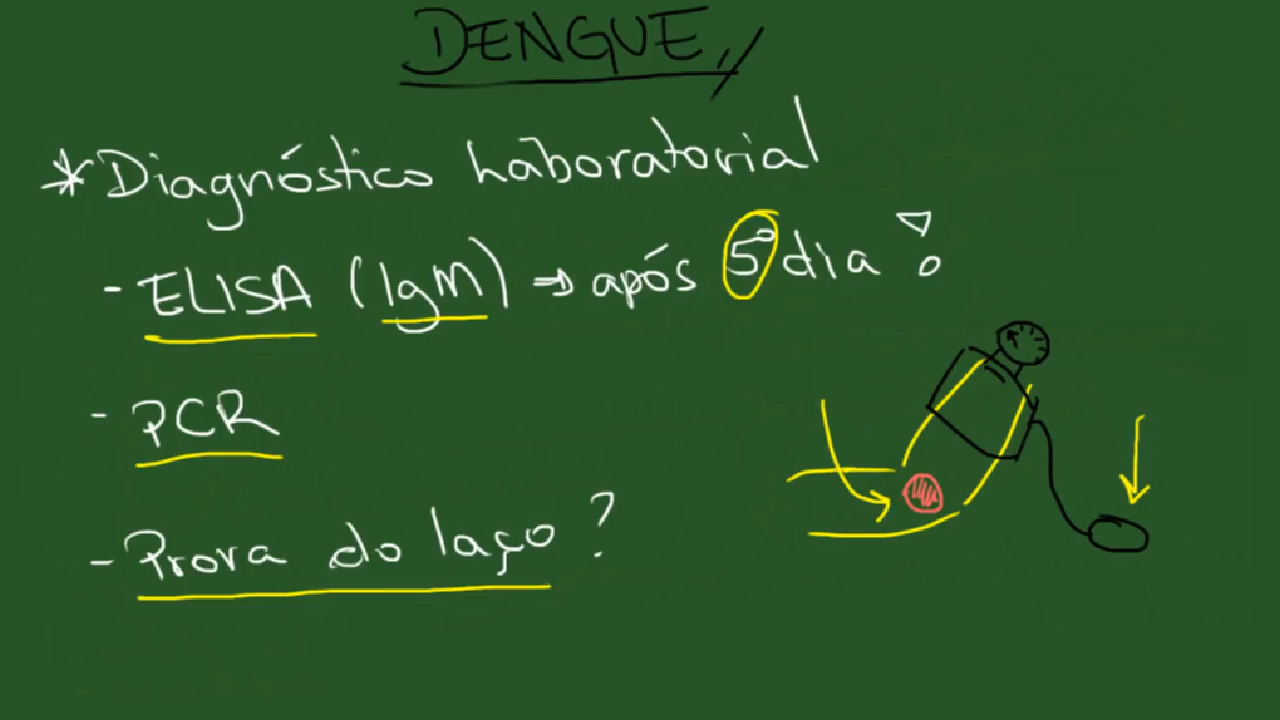 DENGUE,
* Diagnóstico Laboratorial
- ELISA (IgM) ⇒ após 5º dia !
- PCR
- Prova do laço ?